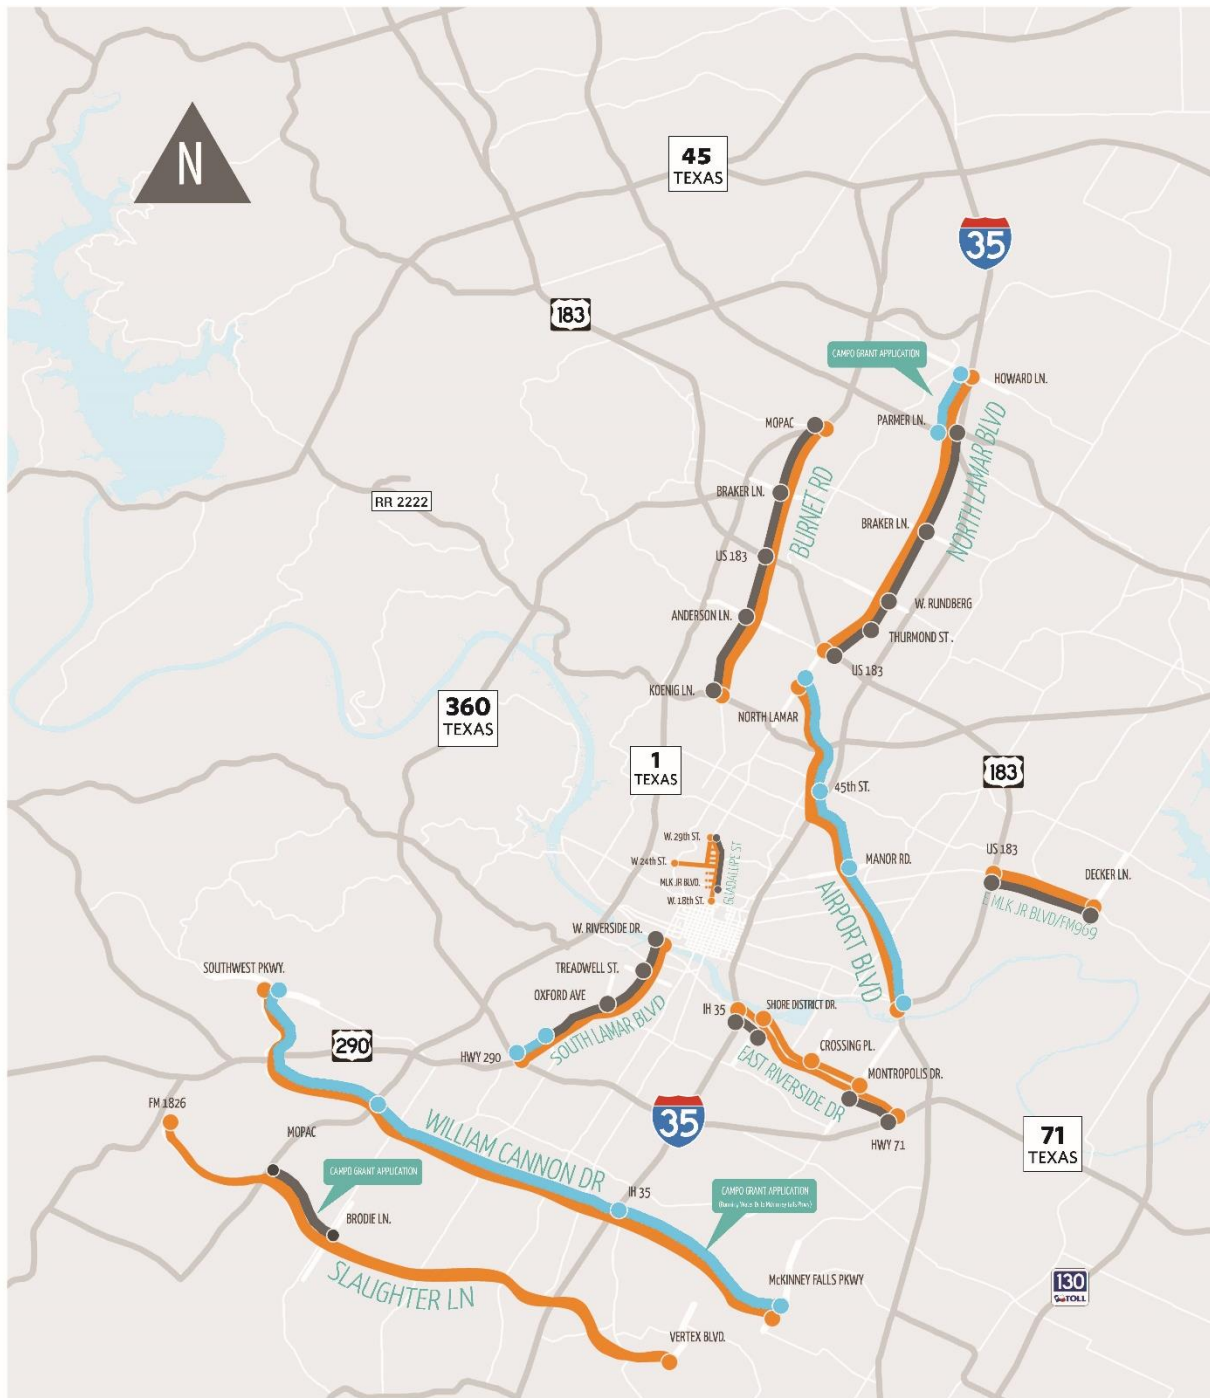 N
45
TEXAS
35
183
CAMPO GRANT APPLICATION
HOWARD LN.
PARMER LN.
NORTH LAMAR BLVD
MOPAC
BRAKER LN.
BURNET RD
RR 2222
BRAKER LN.
US 183
W. RUNDBERG
ANDERSON LN.
THURMOND ST .
US 183
KOENIG LN.
360
TEXAS
NORTH LAMAR
1
TEXAS
183
45th ST.
W. 29th ST.
GUADALUPE ST
W 24th ST.
MLK JR BLVD.
W. 18th ST.
MANOR RD.
US 183
DECKER LN.
E MLK JR BLVD/FM969
AIRPORT BLVD
W. RIVERSIDE DR.
TREADWELL ST.
SOUTHWEST PKWY.
OXFORD AVE
SOUTH LAMAR BLVD
IH 35
SHORE DISTRICT DR.
290
HWY 290
CROSSING PL.
EAST RIVERSIDE DR
MONTROPOLIS DR.
FM 1826
35
HWY 71
71
TEXAS
MOPAC
WILLIAM CANNON DR
CAMPO GRANT APPLICATION
IH 35
CAMPO GRANT APPLICATION
BRODIE LN.
SLAUGHTER LN
McKINNEY FALLS PKWY
130
TOLL
VERTEX BLVD.